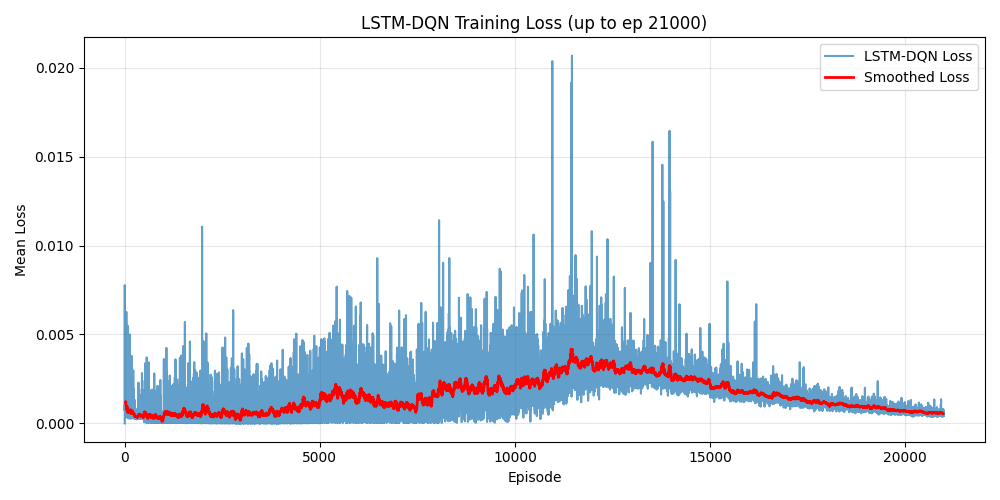 LSTM-DQN Training Loss (up to ep 21000)
LSTM-DQN Loss
Smoothed Loss
0.020
0.015
0.010
0.005
0.000
Mean Loss
0 5000 10000 15000 20000
Episode